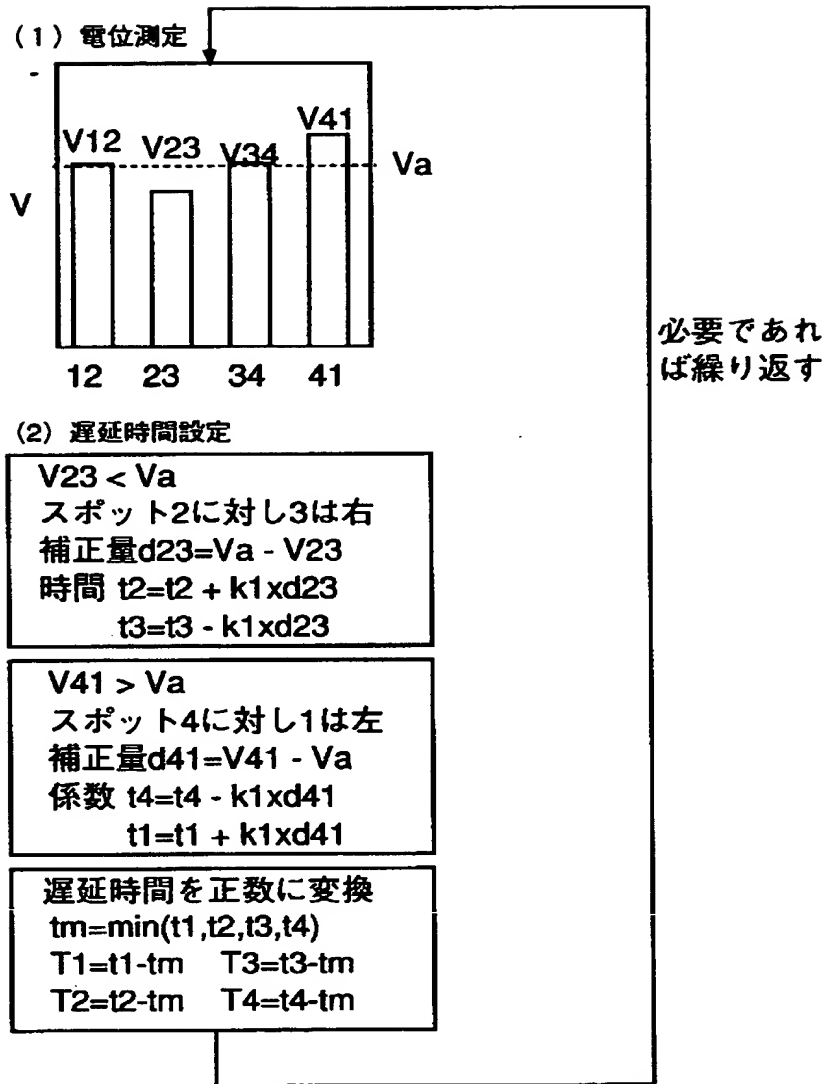 (1) 電位測定
V41
V12 V23 V34
Va
V
12 23 34 41
必要であれ
ば繰り返す
(2) 遅延時間設定
V23 < Va
スポット2に対し3は右
補正量d23=Va - V23
時間 t2=t2 + k1xd23
t3=t3 - k1xd23
V41 > Va
スポット4に対し1は左
補正量d41=V41 - Va
係数 t4=t4 - k1xd41
t1=t1 + k1xd41
遅延時間を正数に変換
tm=min(t1,t2,t3,t4)
T1=t1-tm T3=t3-tm
T2=t2-tm T4=t4-tm